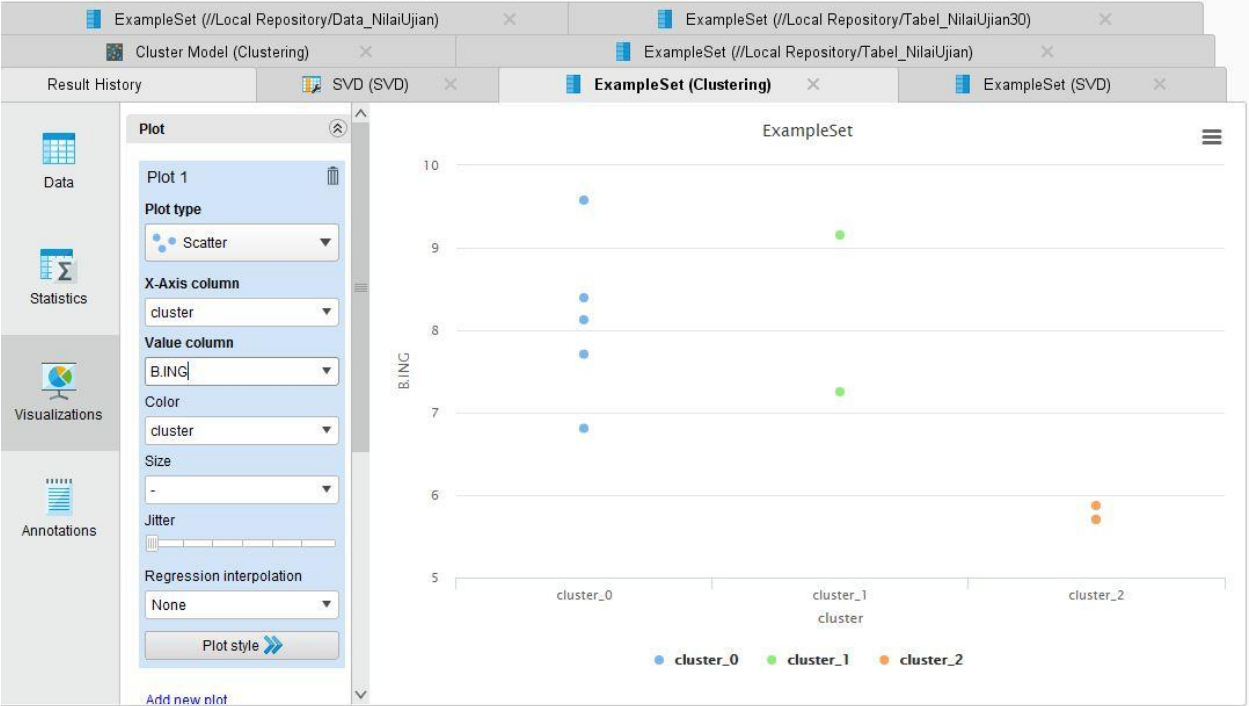 ExampleSet (//Local Repository/Data_NilaiUjian)
ExampleSet (//Local Repository/Tabel_NilaiUjian30)
Cluster Model (Clustering)
ExampleSet (//Local Repository/Tabel_NilaiUjian)
Result History
SVD (SVD)
ExampleSet (Clustering)
ExampleSet (SVD)
Data
Statistics
Visualizations
Annotations
Plot
Plot 1
Plot type
Scatter
X-Axis column
cluster
Value column
B.ING
Color
cluster
Size
-
Jitter
Regression interpolation
None
Plot style
Add new plot
ExampleSet
B.ING
10
9
8
7
6
5
cluster_0 cluster_1 cluster_2
cluster
cluster_0 cluster_1 cluster_2